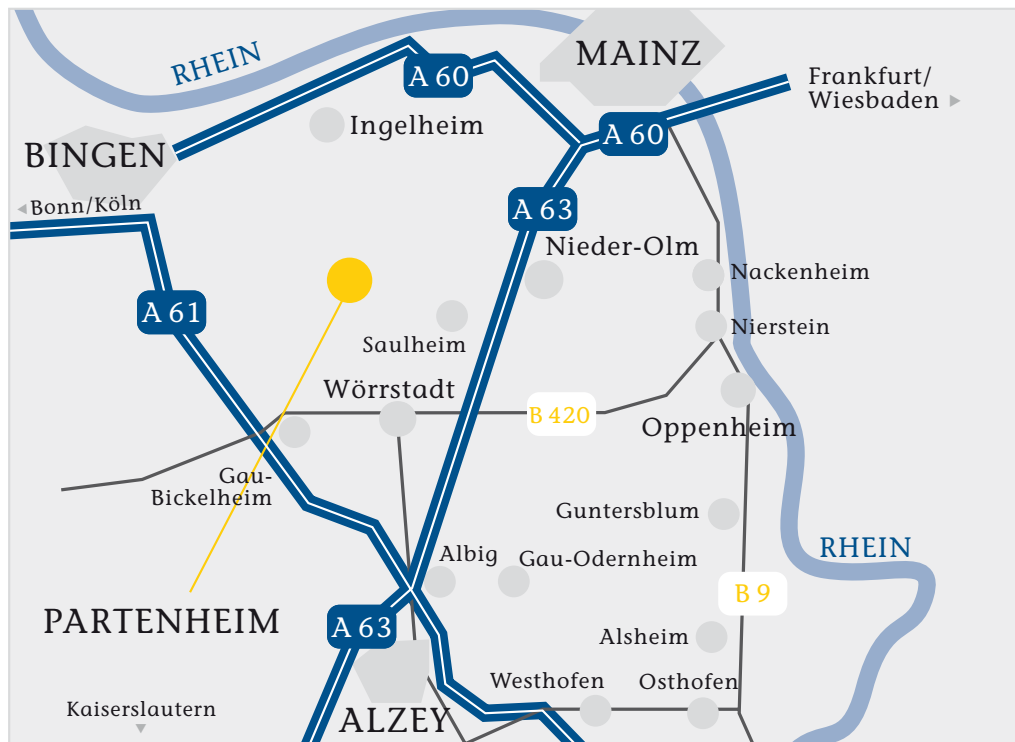 MAINZ
RHEIN
A 60
Frankfurt/
Wiesbaden
Ingelheim
A 60
BINGEN
Bonn/Köln
A 63
Nieder-Olm
Nackenheim
A 61
Nierstein
Saulheim
Wörrstadt
B 420
Oppenheim
Gau-
Bickelheim
Guntersblum
RHEIN
Albig
Gau-Odernheim
B 9
PARTENHEIM
A 63
Alsheim
Westhofen
Osthofen
Kaiserslautern
ALZEY